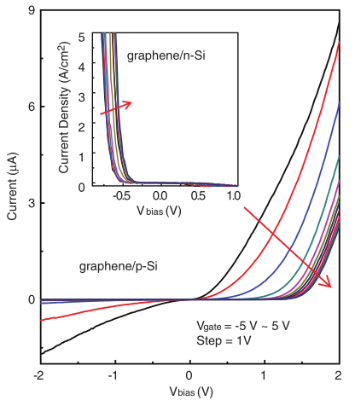 9
6
3
0
-2
-1
0
1
2
Current (μA)
Vbias (V)
graphene/p-Si
Vgate = -5 V ~ 5 V
Step = 1V
5
4
3
2
1
0
-0.5
0.0
0.5
1.0
Current Density (A/cm²)
Vbias (V)
graphene/n-Si